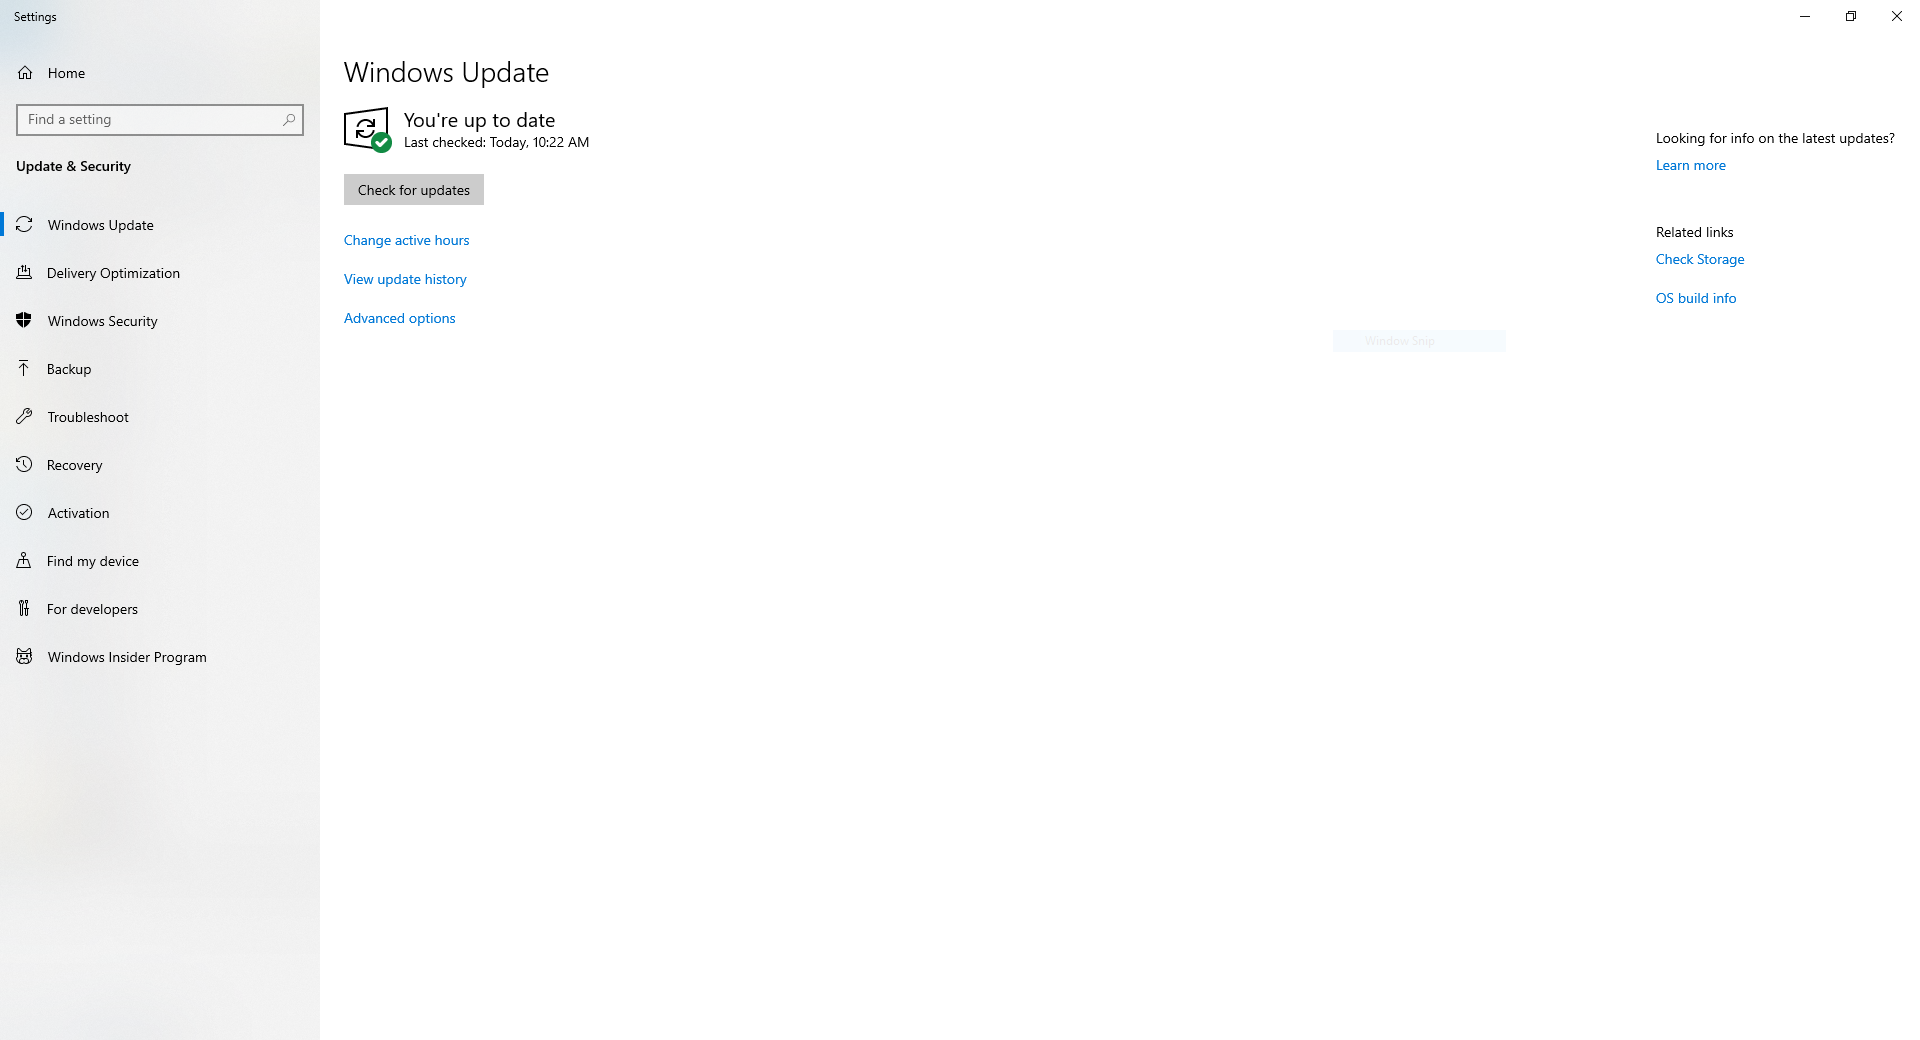 Settings
Home
Find a setting
Update & Security
Windows Update
Delivery Optimization
Windows Security
Backup
Troubleshoot
Recovery
Activation
Find my device
For developers
Windows Insider Program
Windows Update
You're up to date
Last checked: Today, 10:22 AM
Check for updates
Change active hours
View update history
Advanced options
Looking for info on the latest updates?
Learn more
Related links
Check Storage
OS build info
Window Snip